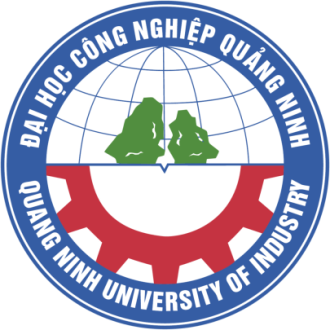 ĐẠI HỌC CÔNG NGHIỆP QUẢNG NINH
QUANG NINH UNIVERSITY OF INDUSTRY